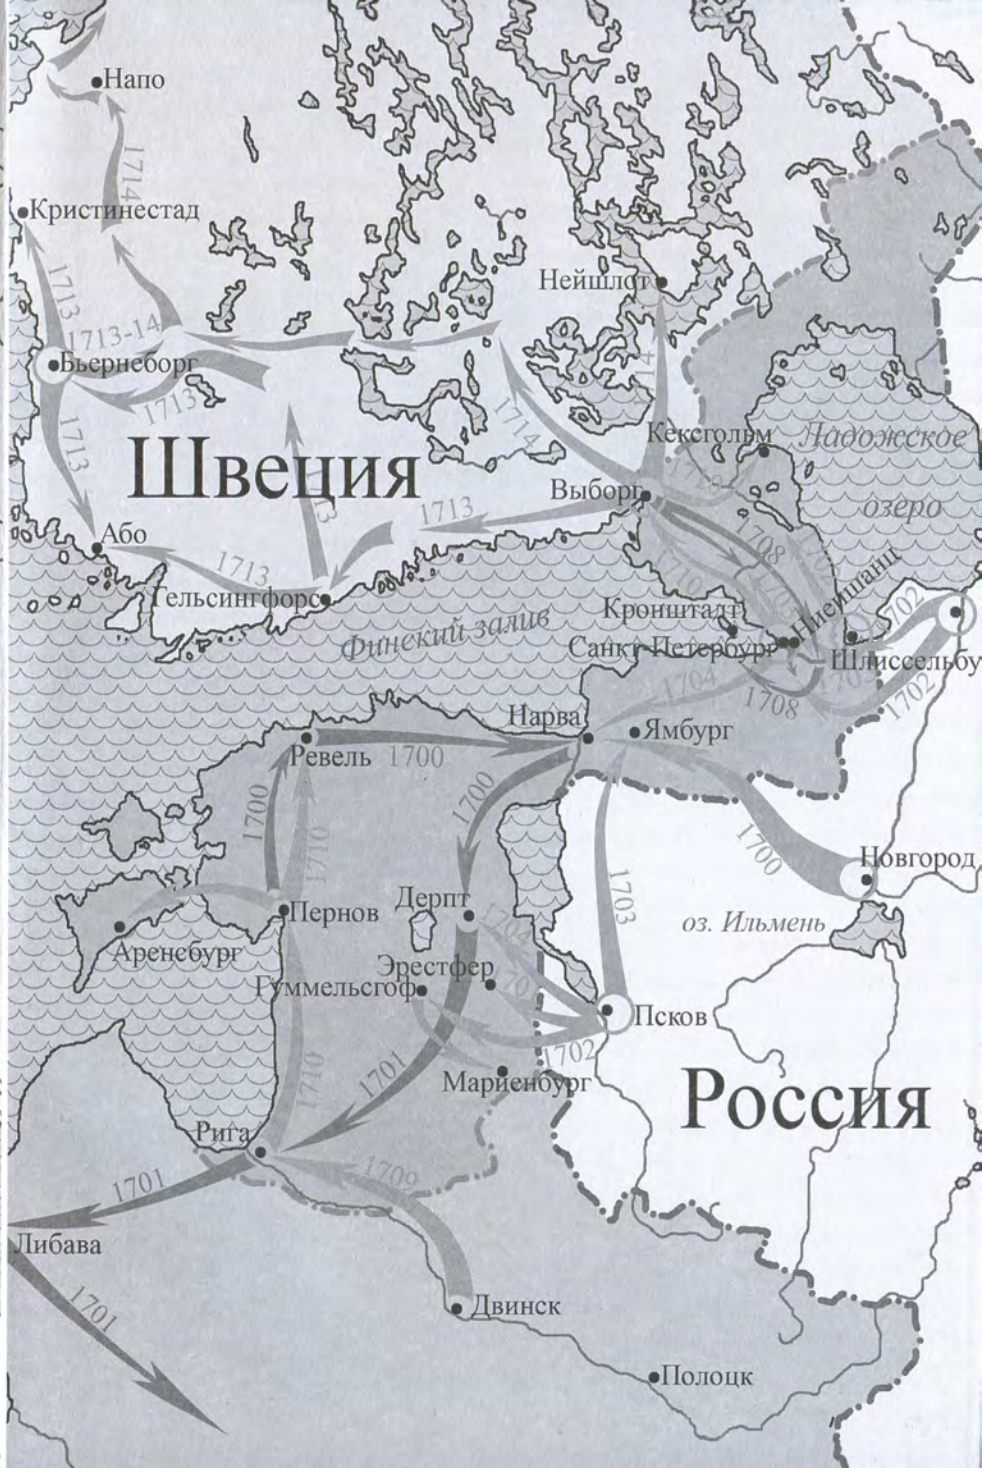 Напо
1714
Кристинестад
Нейшлот
1713
1713-14
Бьернеборг
1713
1714
1713
Швеция
Кексгольм
Ладожское
озеро
Выборг
1713
1713
1708
Або
1713
Гельсингфорс
1710
Ниеншанц
1702
Кронштадт
Финский залив
Санкт-Петербург
Шлиссельбу
1704
1703
1708
1702
Нарва
Ямбург
Ревель
1700
1700
1700
1710
1700
Новгород
1703
Дерпт
Пернов
1704
оз. Ильмень
Аренсбург
Эрестфер
Гуммельсгоф
Псков
1702
1701
1710
Мариенбург
Россия
Рига
1709
1701
Либава
1701
Двинск
Полоцк